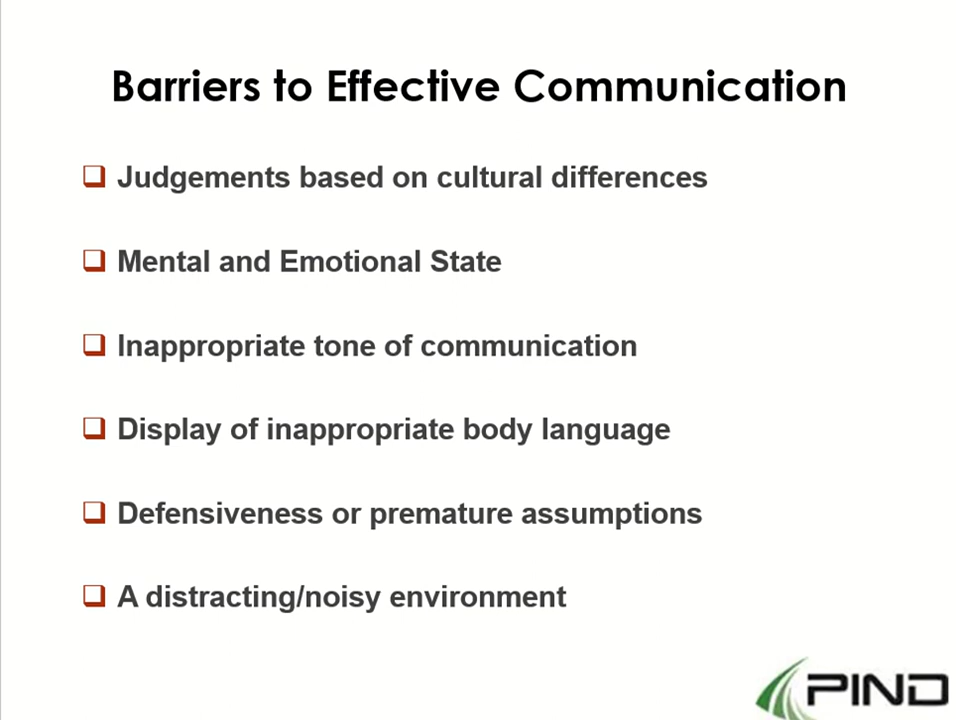 Barriers to Effective Communication
Judgements based on cultural differences
Mental and Emotional State
Inappropriate tone of communication
Display of inappropriate body language
Defensiveness or premature assumptions
A distracting/noisy environment
PIND